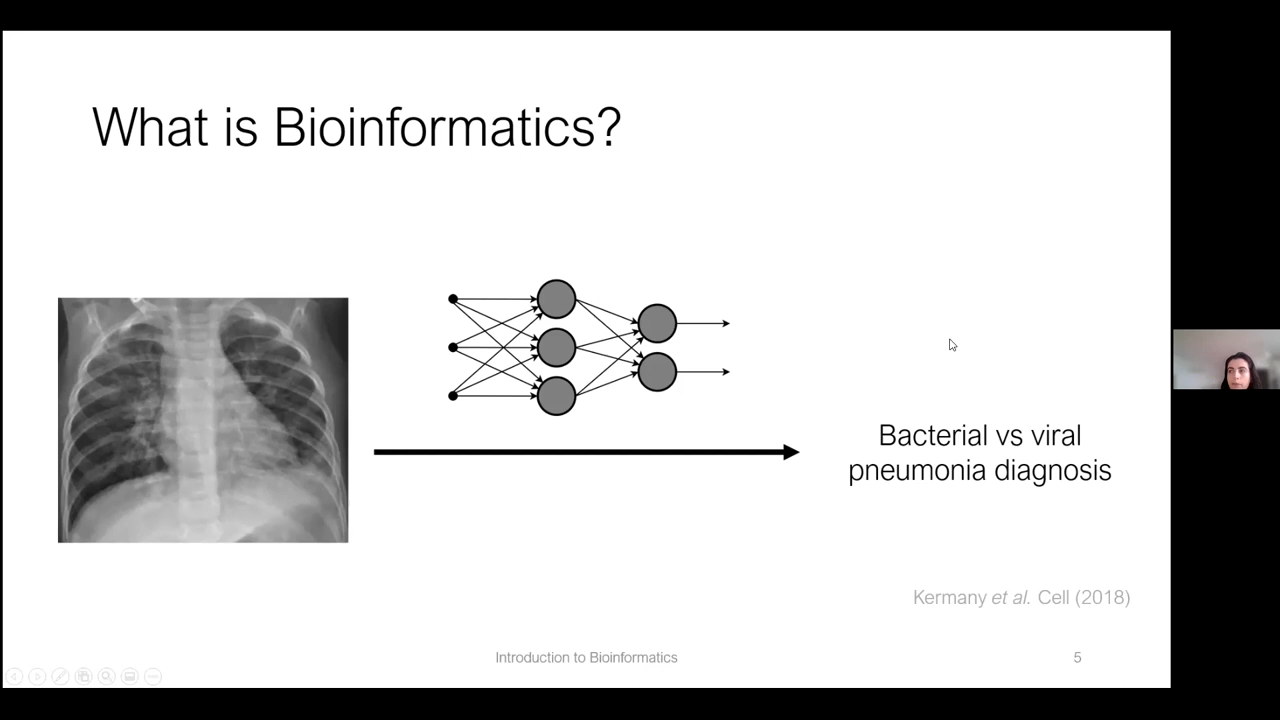 What is Bioinformatics?
Bacterial vs viral
pneumonia diagnosis
Kermany et al. Cell (2018)
Introduction to Bioinformatics
5